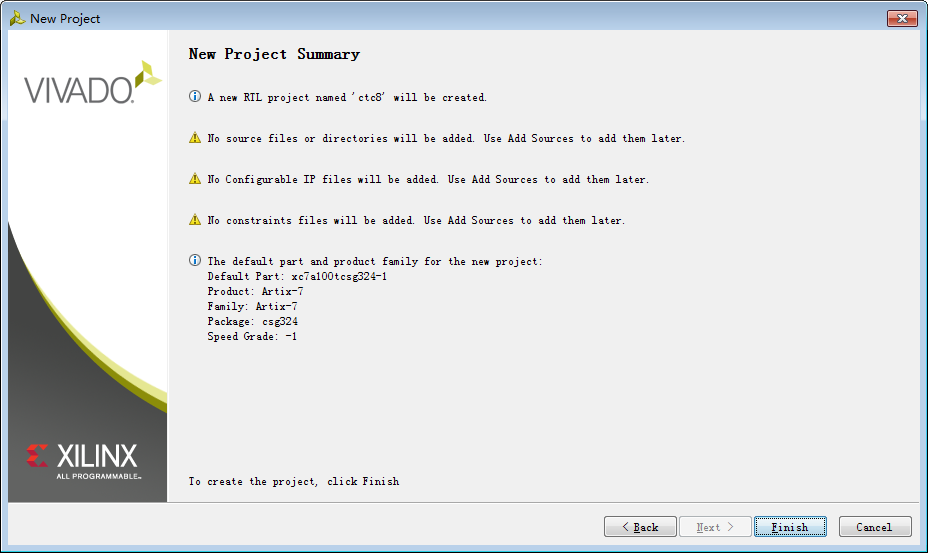 New Project
New Project Summary
VIVADO.
A new RTL project named 'ctc8' will be created.
No source files or directories will be added. Use Add Sources to add them later.
No Configurable IP files will be added. Use Add Sources to add them later.
No constraints files will be added. Use Add Sources to add them later.
The default part and product family for the new project:
Default Part: xc7a100tcsg324-1
Product: Artix-7
Family: Artix-7
Package: csg324
Speed Grade: -1
XILINX
ALL PROGRAMMABLE™
To create the project, click Finish
< Back Next > Finish Cancel